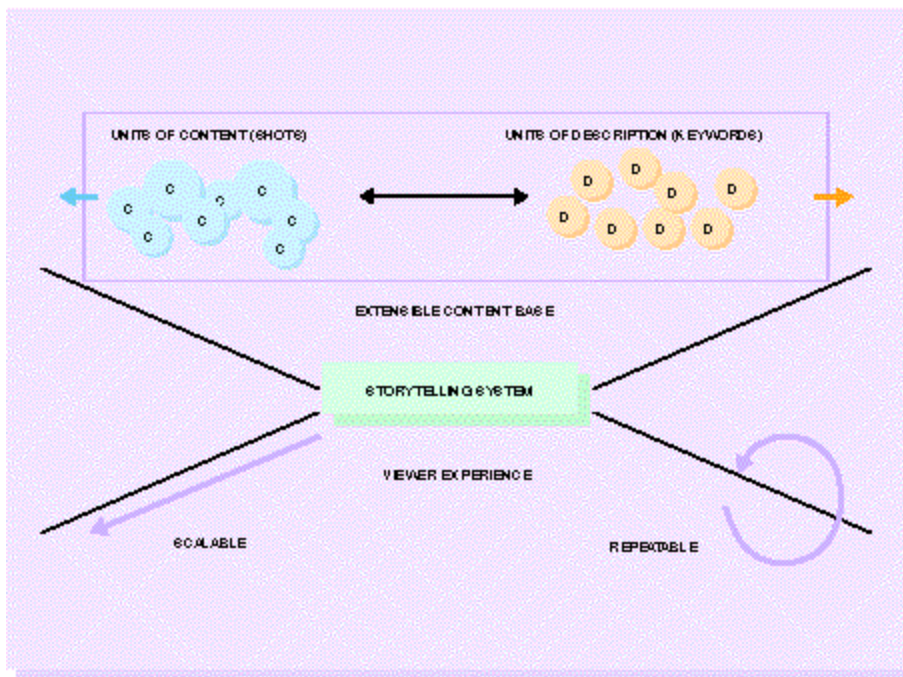 UNITS OF CONTENT (SHOTS)
UNITS OF DESCRIPTION (KEYWORDS)
C
C
C
C
C
C
C
C
D
D
D
D
D
D
D
D
EXTENSIBLE CONTENT BASE
STORYTELLING SYSTEM
VIEWER EXPERIENCE
SCALABLE
REPEATABLE